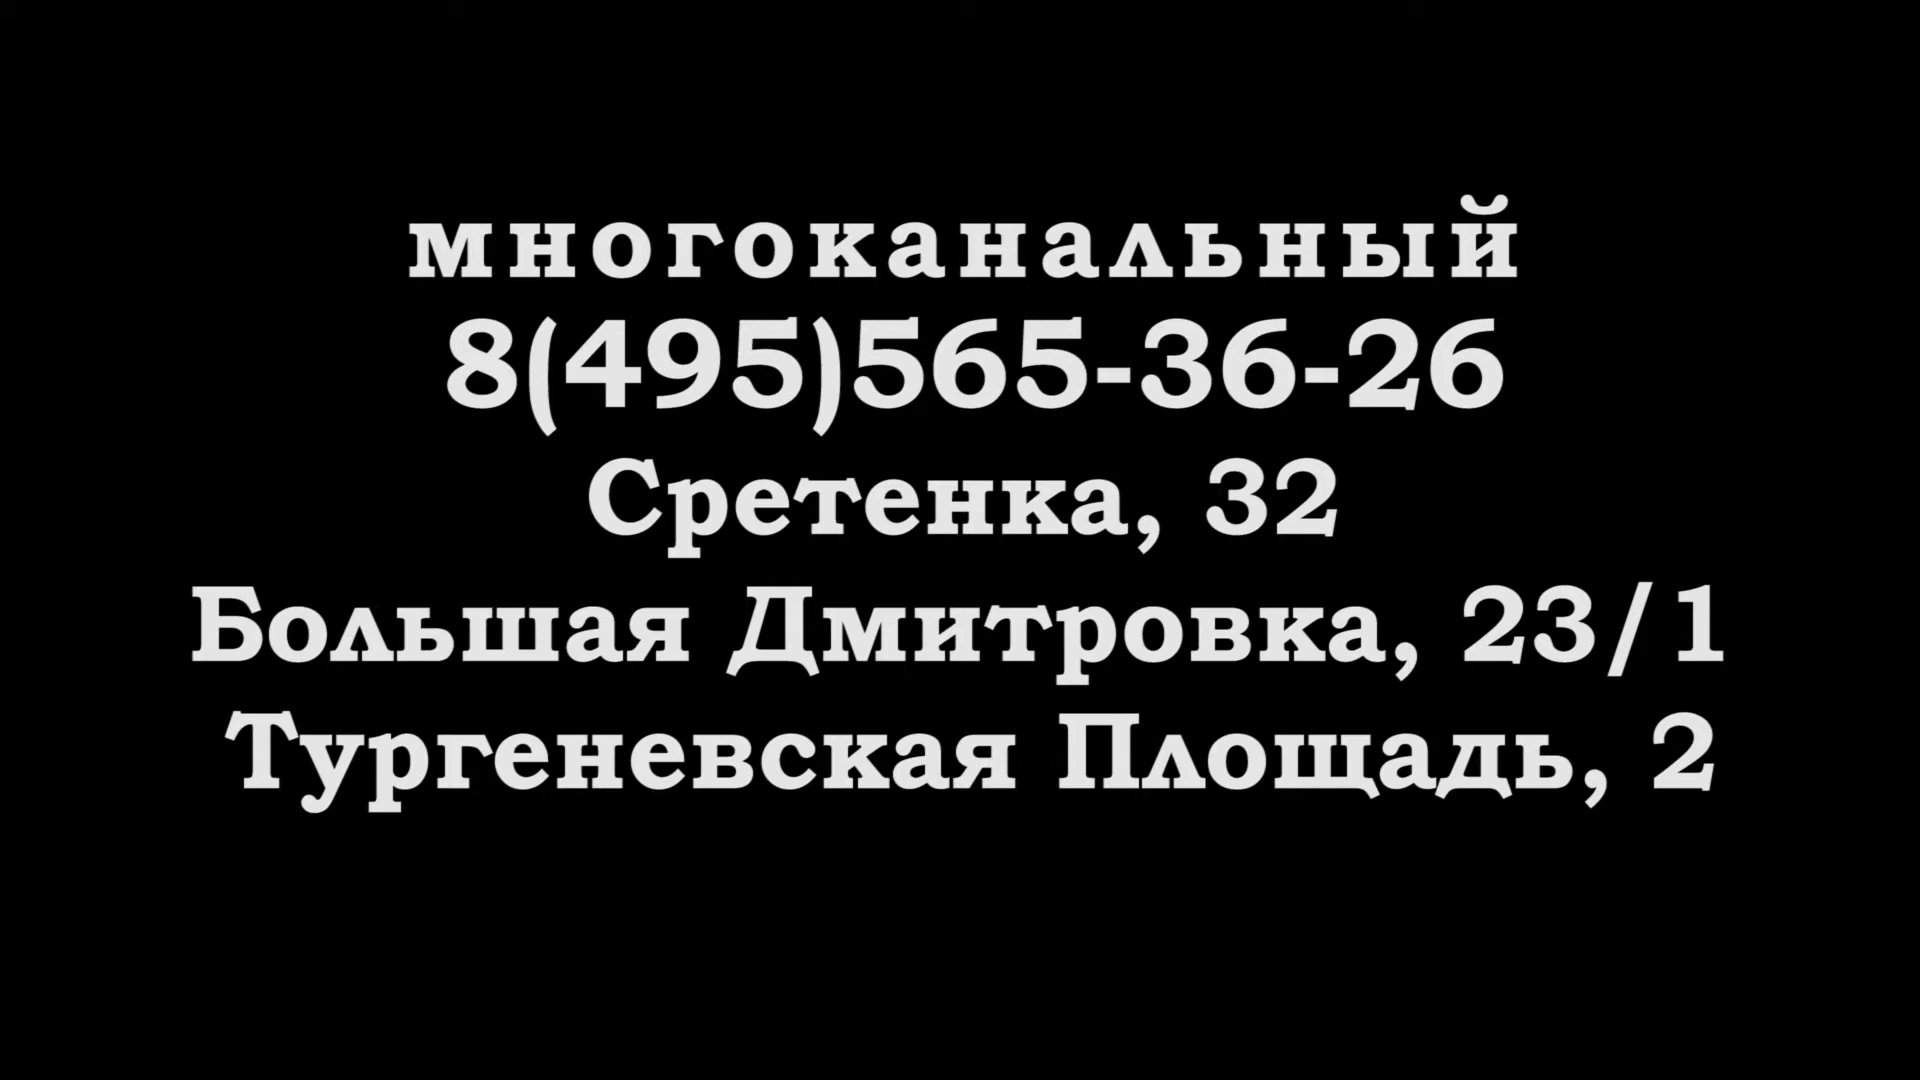 многоканальный
8(495)565-36-26
Сретенка, 32
Большая Дмитровка, 23/1
Тургеневская Площадь, 2